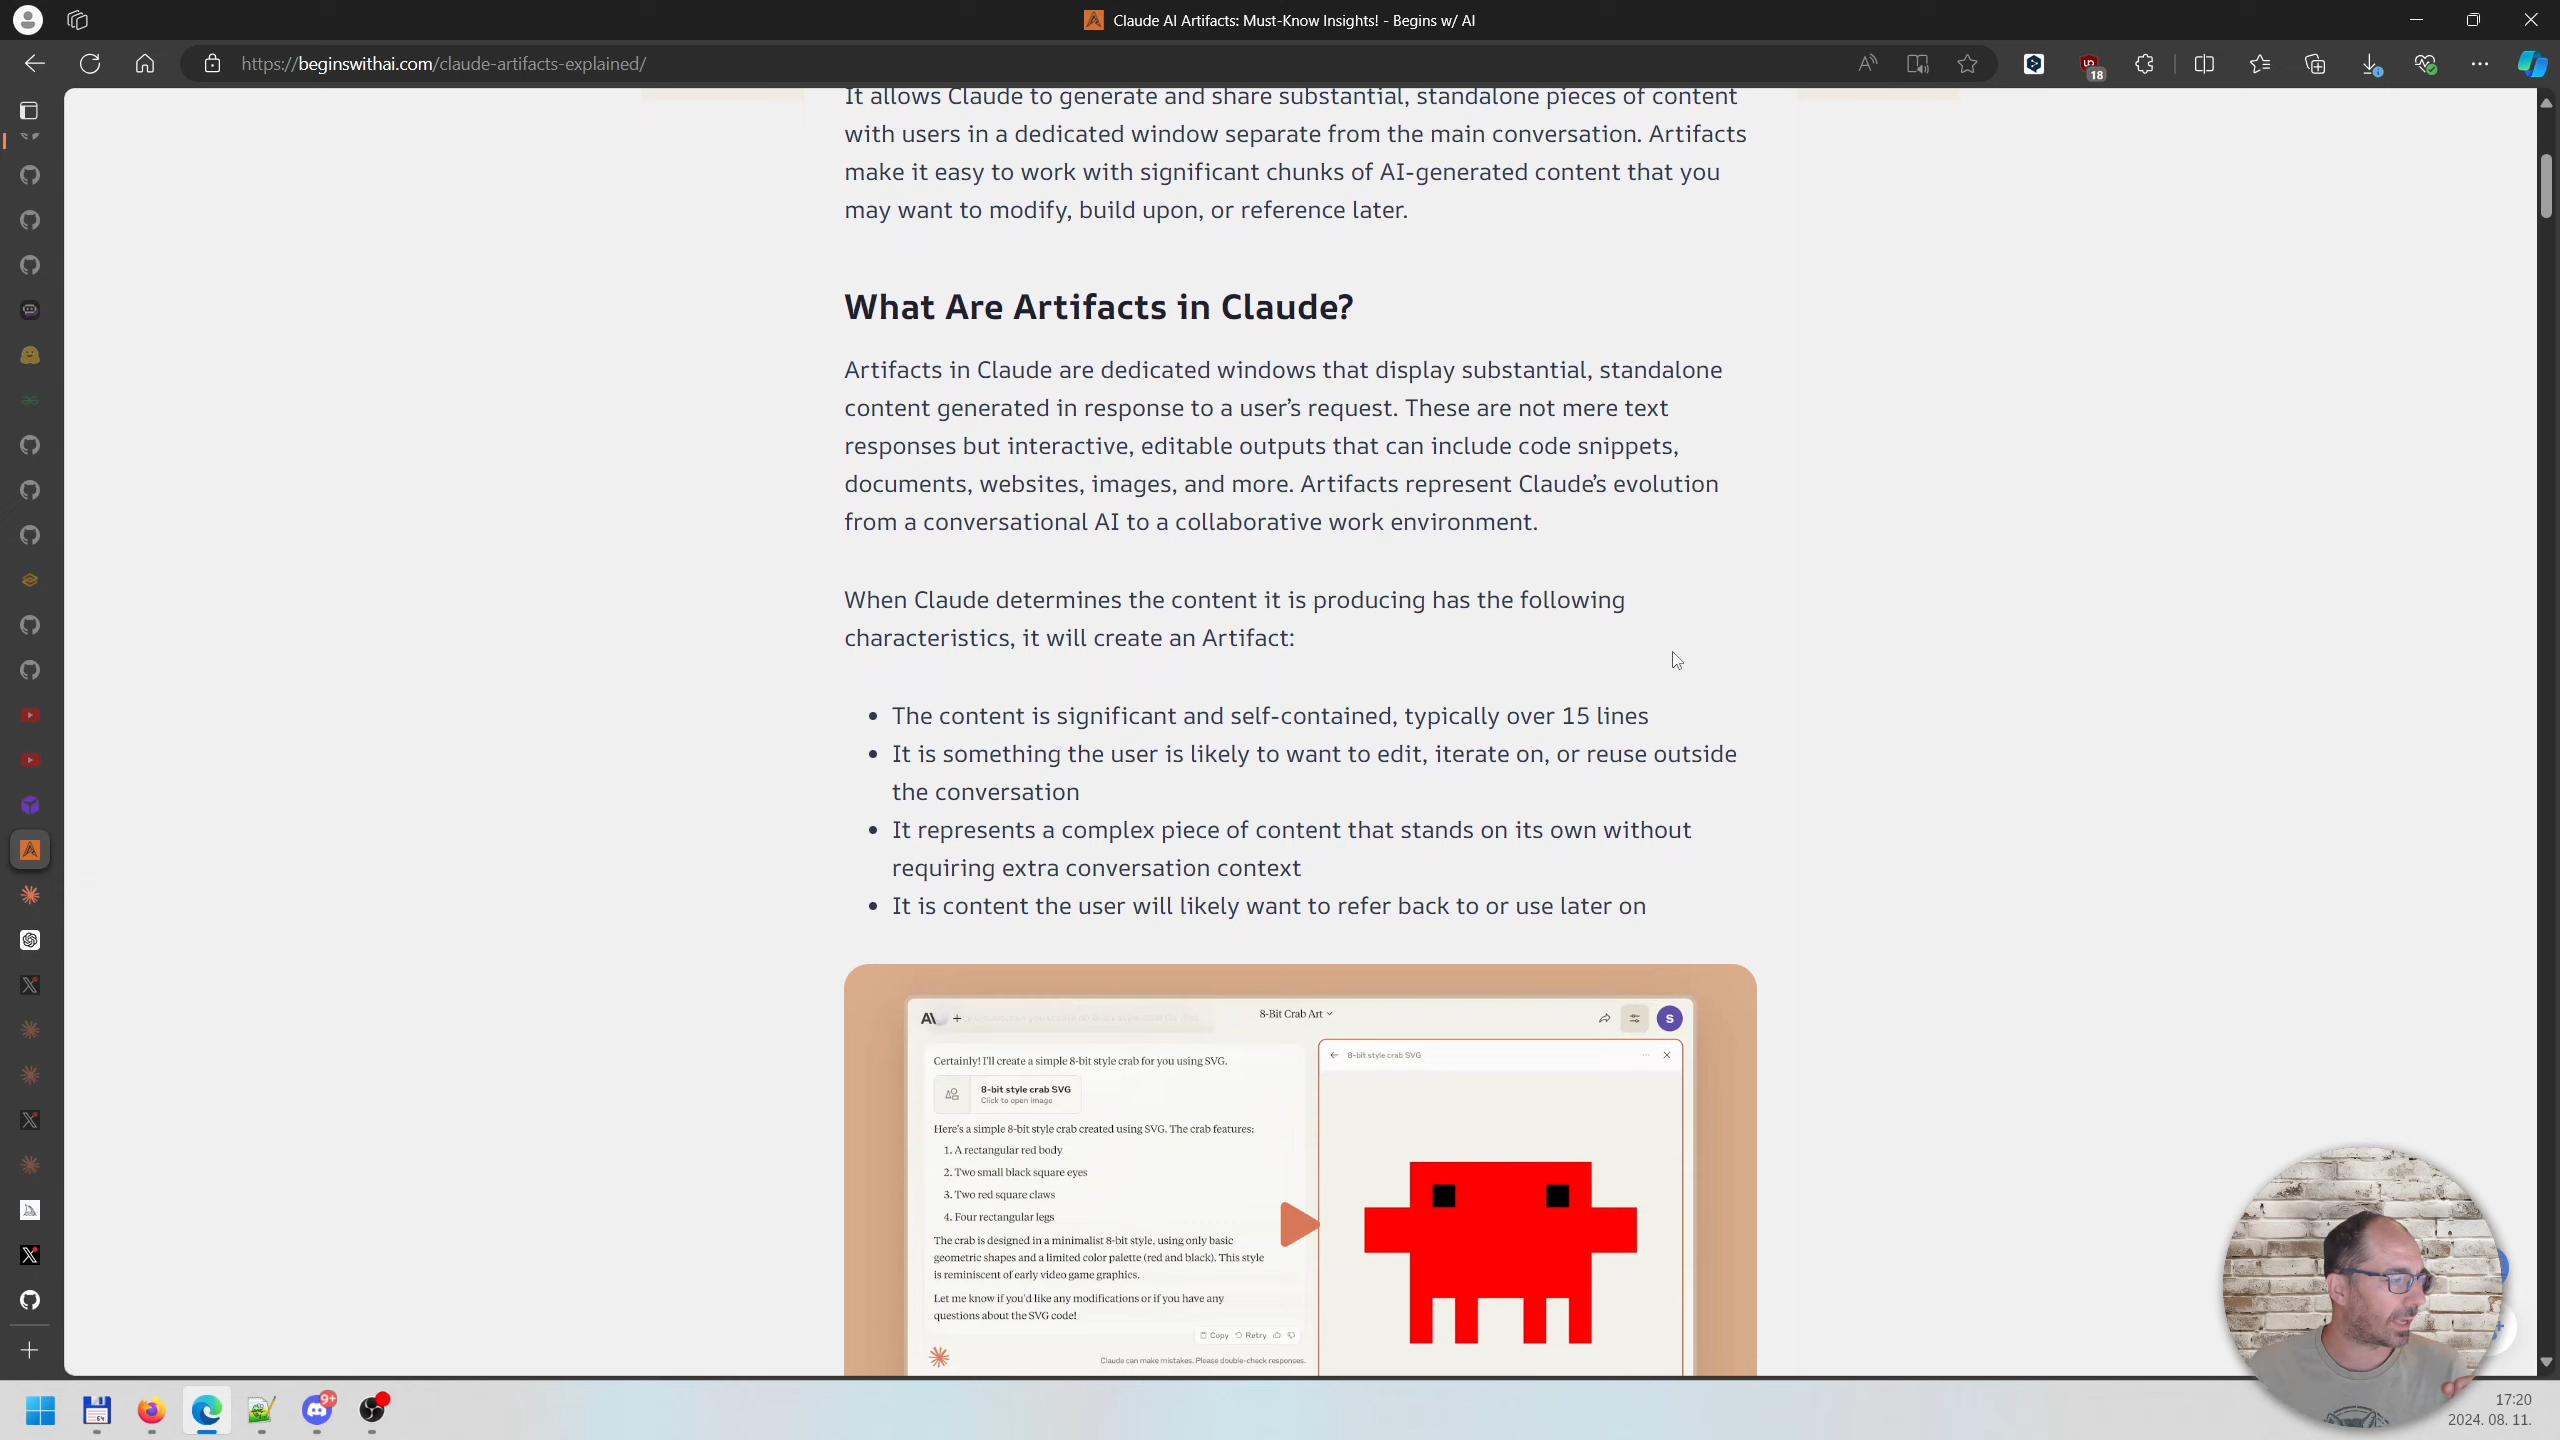 Claude AI Artifacts: Must-Know Insights! - Begins w/ AI
https://beginswithai.com/claude-artifacts-explained/
18
It allows Claude to generate and share substantial, standalone pieces of content
with users in a dedicated window separate from the main conversation. Artifacts
make it easy to work with significant chunks of AI-generated content that you
may want to modify, build upon, or reference later.
What Are Artifacts in Claude?
Artifacts in Claude are dedicated windows that display substantial, standalone
content generated in response to a user’s request. These are not mere text
responses but interactive, editable outputs that can include code snippets,
documents, websites, images, and more. Artifacts represent Claude’s evolution
from a conversational AI to a collaborative work environment.
When Claude determines the content it is producing has the following
characteristics, it will create an Artifact:
• The content is significant and self-contained, typically over 15 lines
• It is something the user is likely to want to edit, iterate on, or reuse outside
the conversation
• It represents a complex piece of content that stands on its own without
requiring extra conversation context
• It is content the user will likely want to refer back to or use later on
8-Bit Crab Art
S
Certainly! I'll create a simple 8-bit style crab for you using SVG.
8-bit style crab SVG
Click to open image
Here's a simple 8-bit style crab created using SVG. The crab features:
1. A rectangular red body
2. Two small black square eyes
3. Two red square claws
4. Four rectangular legs
The crab is designed in a minimalist 8-bit style, using only basic
geometric shapes and a limited color palette (red and black). This style
is reminiscent of early video game graphics.
Let me know if you'd like any modifications or if you have any
questions about the SVG code!
Copy Retry
Claude can make mistakes. Please double-check responses.
8-bit style crab SVG
64
9+
17:20
2024. 08. 11.